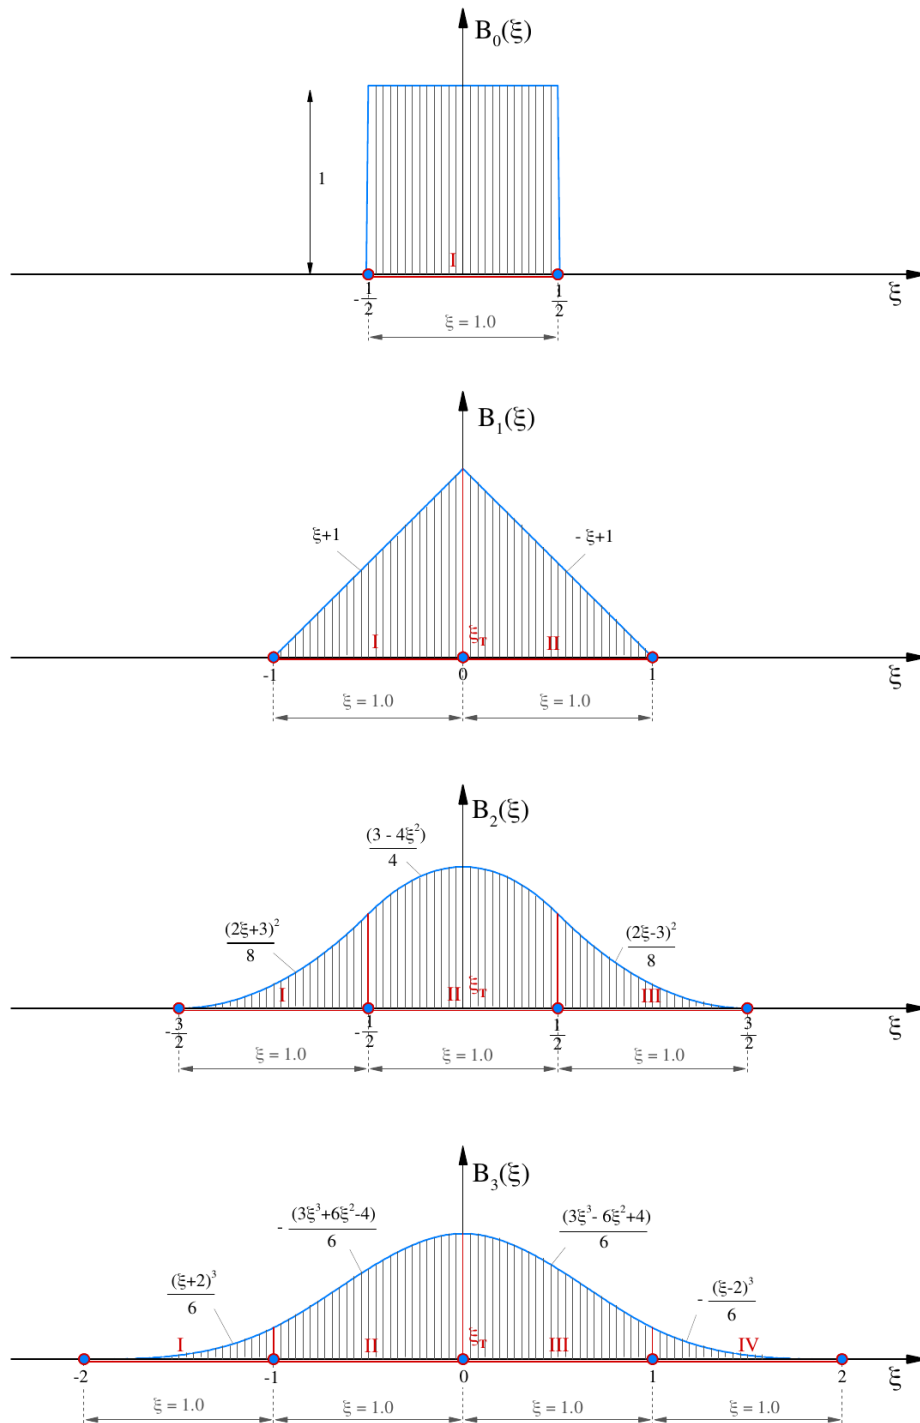 B₀(ξ)
1
I
-1/2
1/2
ξ
ξ = 1.0
B₁(ξ)
ξ+1
- ξ+1
I
ξT
II
-1
0
1
ξ
ξ = 1.0
ξ = 1.0
B₂(ξ)
(3 - 4ξ²)/4
(2ξ+3)²/8
(2ξ-3)²/8
I
II
ξT
III
-3/2
-1/2
1/2
3/2
ξ
ξ = 1.0
ξ = 1.0
ξ = 1.0
B₃(ξ)
- (3ξ³+6ξ²-4)/6
(3ξ³- 6ξ²+4)/6
(ξ+2)³/6
- (ξ-2)³/6
I
II
ξT
III
IV
-2
-1
0
1
2
ξ
ξ = 1.0
ξ = 1.0
ξ = 1.0
ξ = 1.0